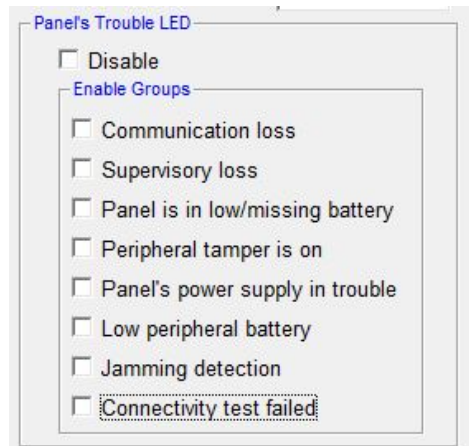 Panel's Trouble LED
Disable
Enable Groups
Communication loss
Supervisory loss
Panel is in low/missing battery
Peripheral tamper is on
Panel's power supply in trouble
Low peripheral battery
Jamming detection
Connectivity test failed